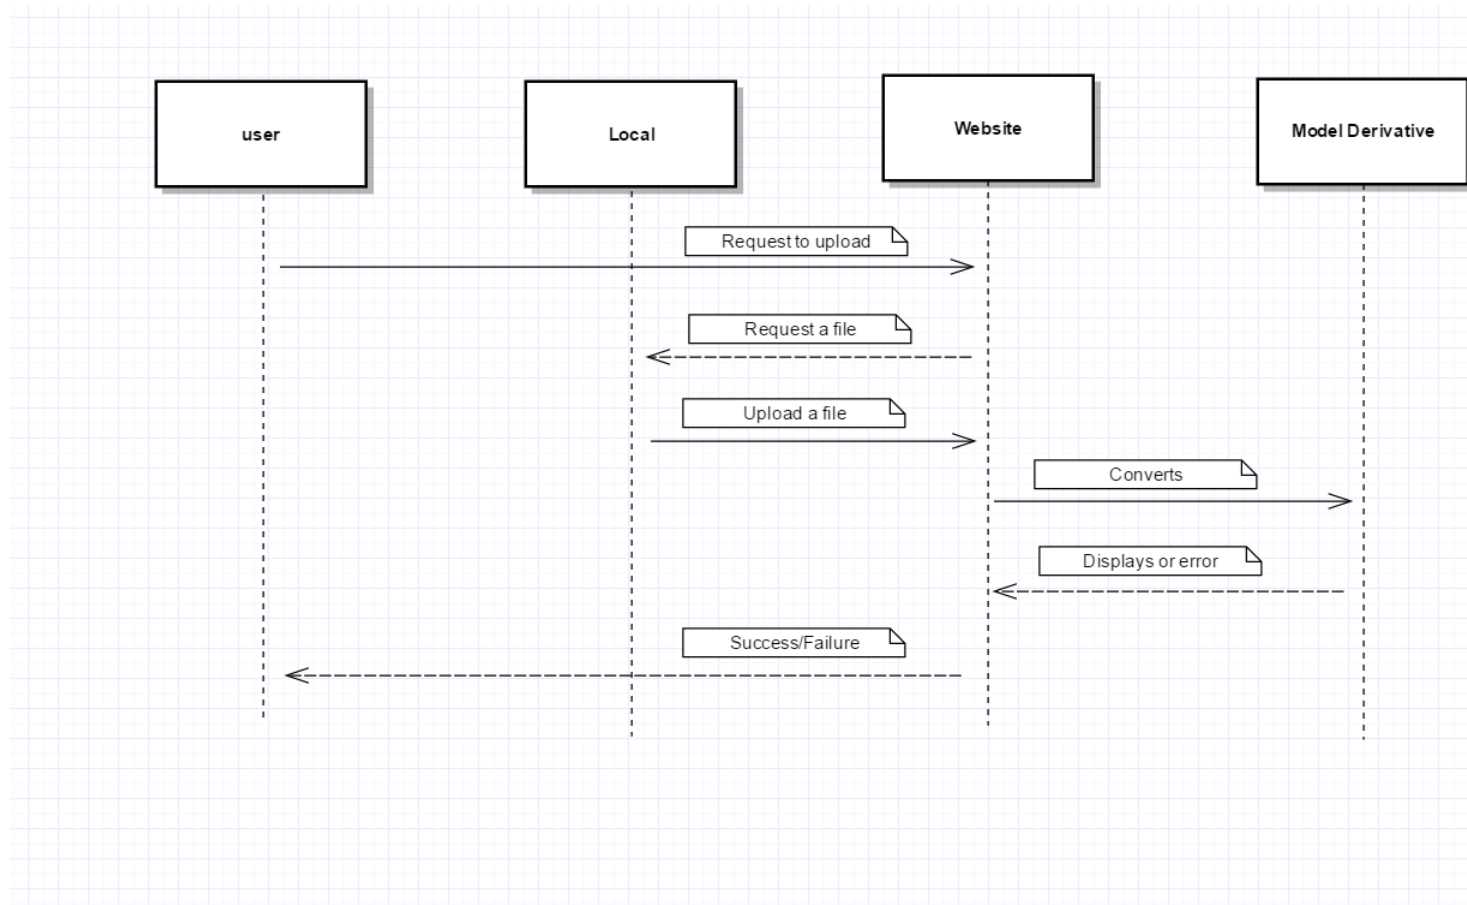 user
Local
Website
Model Derivative
Request to upload
Request a file
Upload a file
Converts
Displays or error
Success/Failure